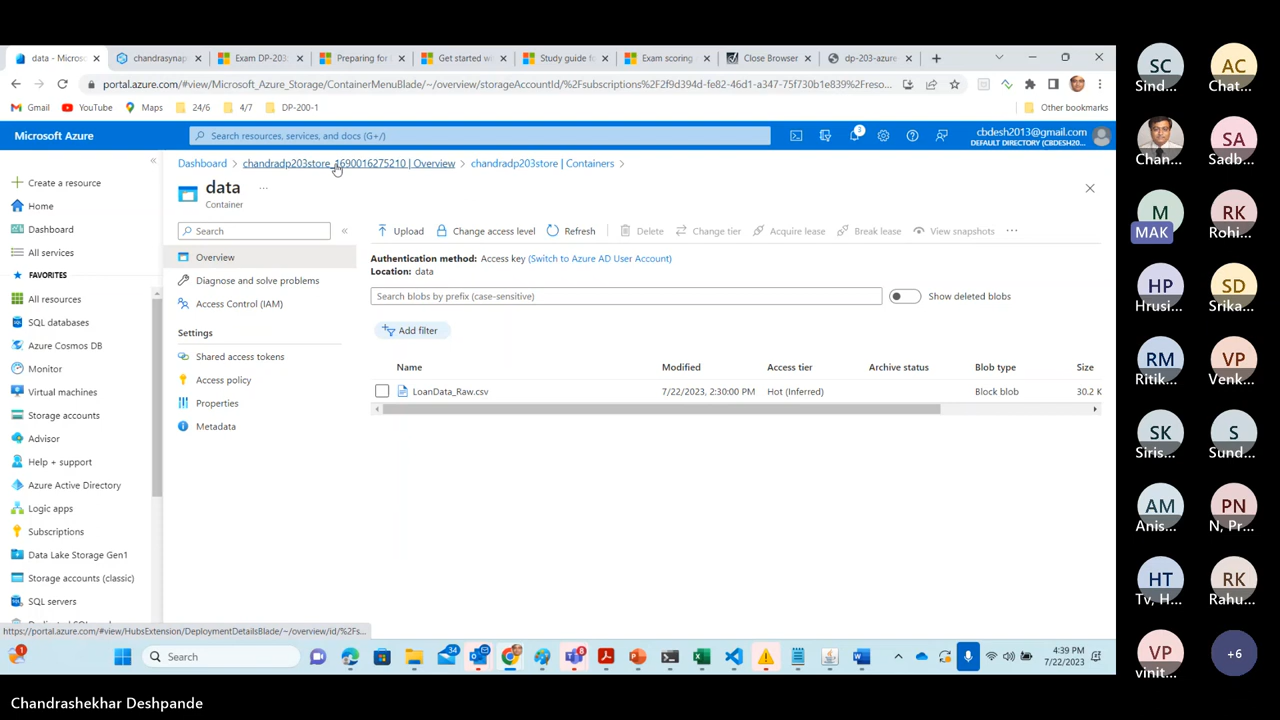 data - Microso
chandrasynap
Exam DP-203:
Preparing for
Get started w
Study guide fo
Exam scoring
Close Browser
dp-203-azure
portal.azure.com/#view/Microsoft_Azure_Storage/ContainerMenuBlade/~/overview/storageAccountId/%2Fsubscriptions%2F2f9d394d-fe82-46d1-a347-75f730b1e839%2Freso...
Gmail
YouTube
Maps
24/6
4/7
DP-200-1
Other bookmarks
Microsoft Azure
Search resources, services, and docs (G+/)
3
cbdesh2013@gmail.com
DEFAULT DIRECTORY (CBDESH2013...
Dashboard > chandradp203store_1690016275210 | Overview > chandradp203store | Containers >
data
...
Container
Create a resource
Home
Dashboard
All services
FAVORITES
All resources
SQL databases
Azure Cosmos DB
Monitor
Virtual machines
Storage accounts
Advisor
Help + support
Azure Active Directory
Logic apps
Subscriptions
Data Lake Storage Gen1
Storage accounts (classic)
SQL servers
Search
Overview
Diagnose and solve problems
Access Control (IAM)
Settings
Shared access tokens
Access policy
Properties
Metadata
Upload
Change access level
Refresh
Delete
Change tier
Acquire lease
Break lease
View snapshots
...
Authentication method: Access key (Switch to Azure AD User Account)
Location: data
Search blobs by prefix (case-sensitive)
Show deleted blobs
Add filter
Name Modified Access tier Archive status Blob type Size
LoanData_Raw.csv 7/22/2023, 2:30:00 PM Hot (Inferred) Block blob 30.2 K
https://portal.azure.com/#view/HubsExtension/DeploymentDetailsBlade/~/overview/id/%2Fs...
1
Search
34
8
4:39 PM
7/22/2023
SC
Sind...
AC
Chat...
Chan...
SA
Sadb...
M
MAK
RK
Rohi...
HP
Hrusi...
SD
Srika...
RM
Ritik...
VP
Venk...
SK
Siris...
S
Sund...
AM
Anis...
PN
N, Pr...
HT
Tv, H...
RK
Rahu...
VP
vinit...
+6
Chandrashekhar Deshpande